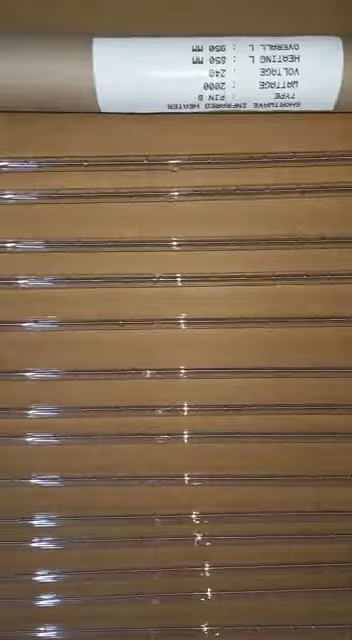 SHORTWAVE INFRARED HEATER
TYPE : PIN B
WATTAGE : 2000
VOLTAGE : 240
HEATING L : 850 MM
OVERALL L : 950 MM